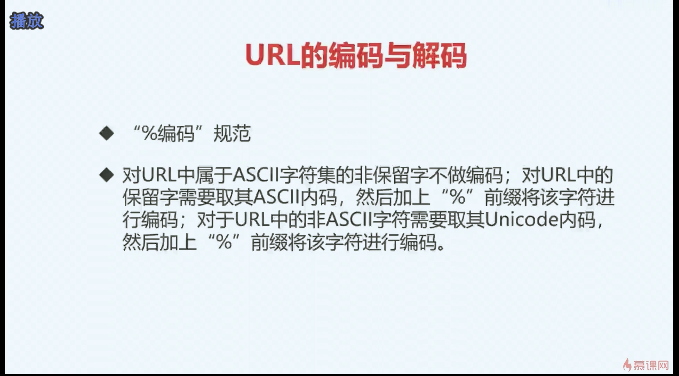 播放
URL的编码与解码
“%编码”规范
对URL中属于ASCII字符集的非保留字不做编码；对URL中的
保留字需要取其ASCII内码，然后加上“%”前缀将该字符进
行编码；对于URL中的非ASCII字符需要取其Unicode内码，
然后加上“%”前缀将该字符进行编码。
慕课网